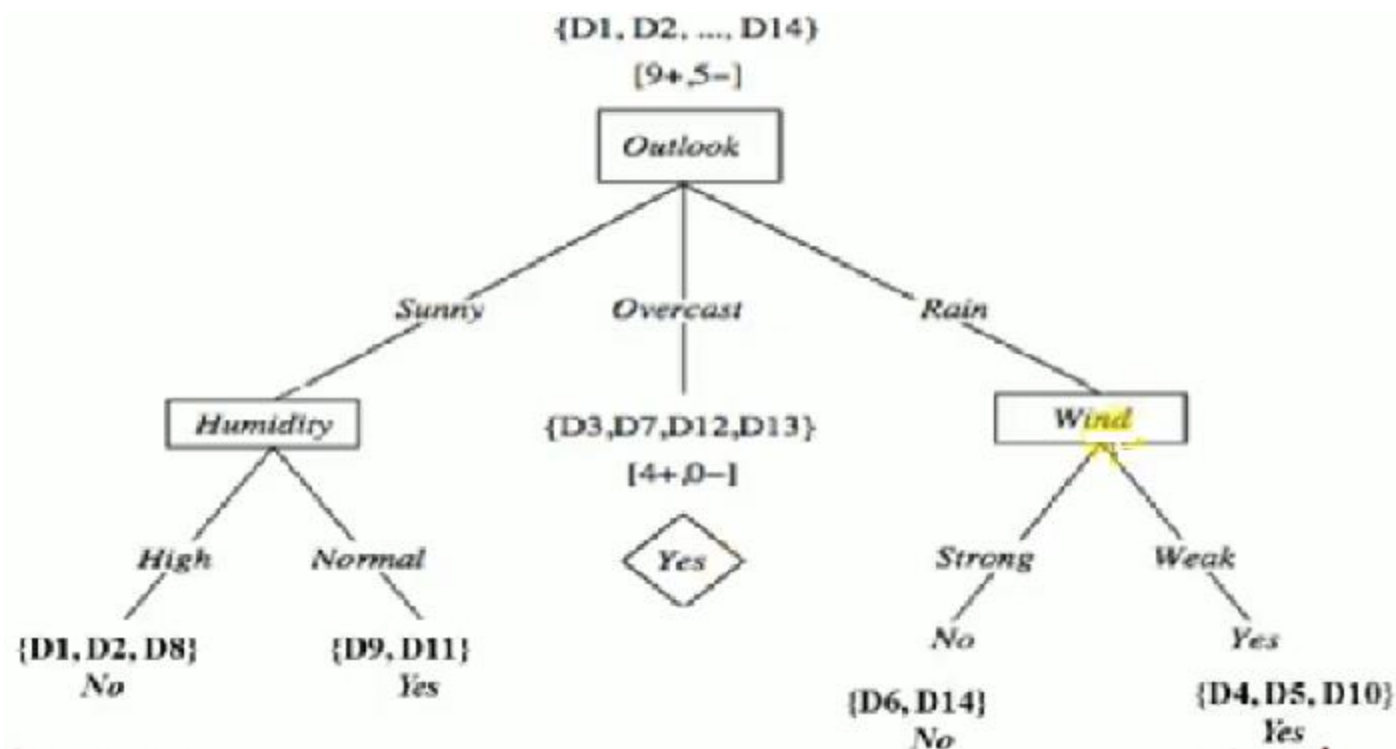 {D1, D2, ..., D14}
[9+,5−]
Outlook
Sunny
Overcast
Rain
Humidity
{D3,D7,D12,D13}
[4+,0−]
Wind
High
Normal
Yes
Strong
Weak
No
Yes
{D1, D2, D8}
No
{D9, D11}
Yes
{D6, D14}
No
{D4, D5, D10}
Yes